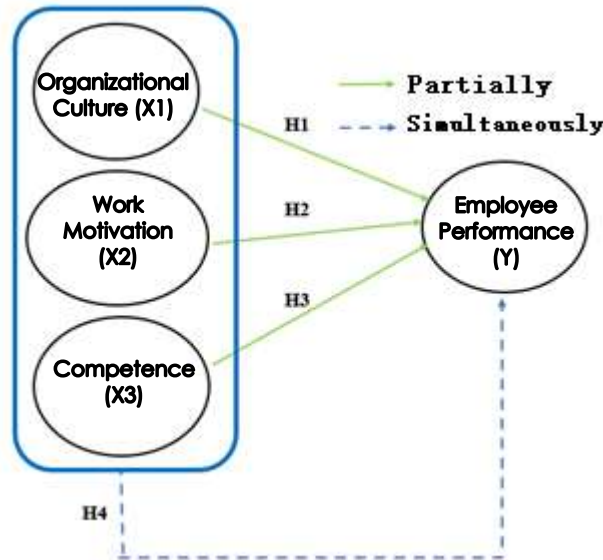 Organizational
Culture (X1)
Work
Motivation
(X2)
Competence
(X3)
H1
H2
H3
H4
Partially
Simultaneously
Employee
Performance
(Y)